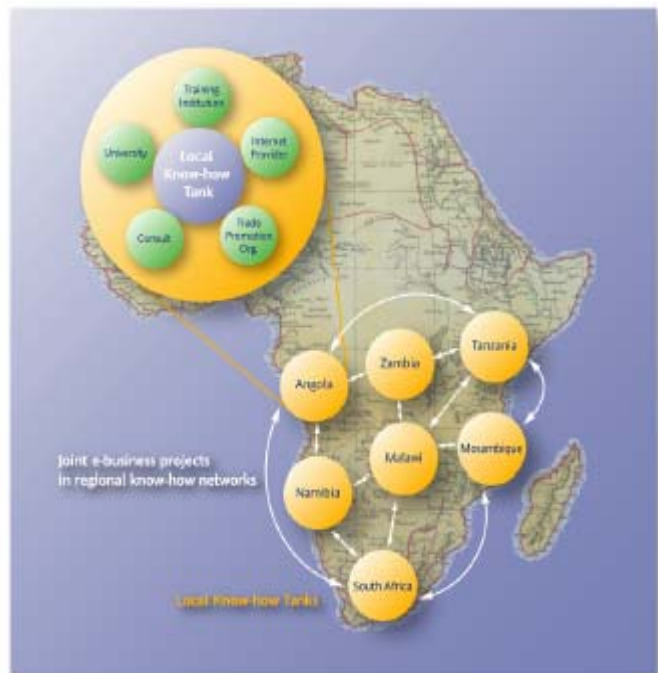 Training
Institution
University
Local
Know-how
Tank
Internet
Provider
Consult
Trade
Promotion
Org.
Angola
Zambia
Tanzania
Malawi
Mosambique
Namibia
South Africa
Joint e-business projects
in regional know-how networks
Local Know-how Tanks